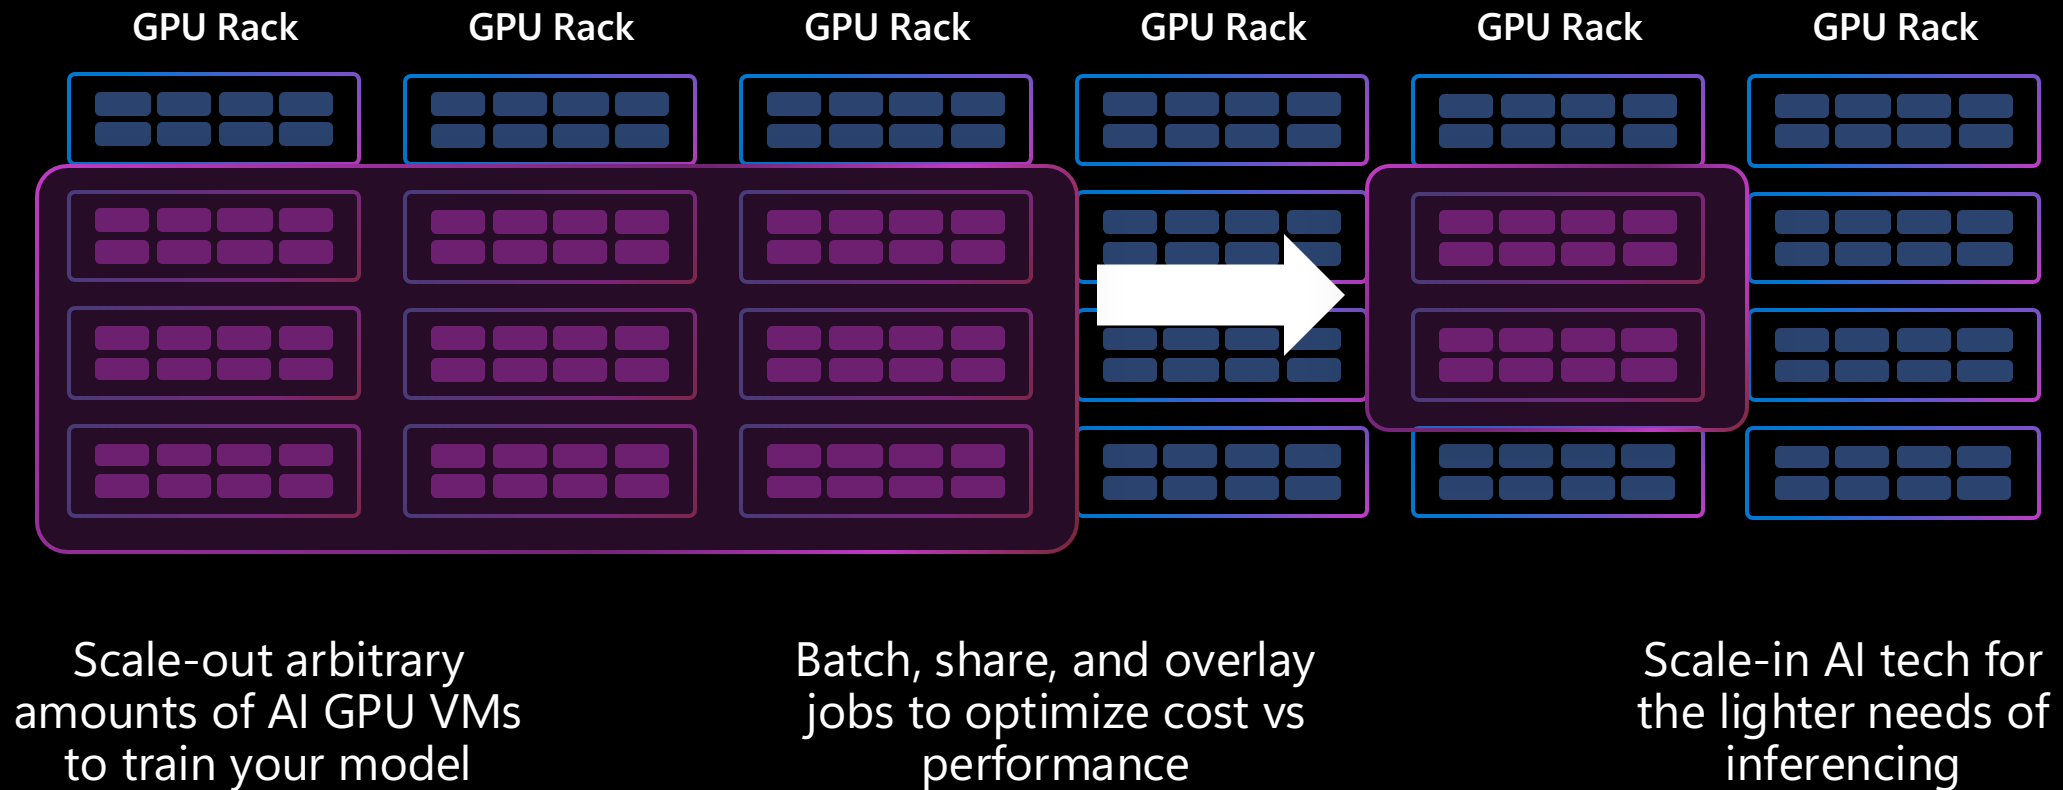 GPU Rack
GPU Rack
GPU Rack
GPU Rack
GPU Rack
GPU Rack
Scale-out arbitrary
amounts of AI GPU VMs
to train your model
Batch, share, and overlay
jobs to optimize cost vs
performance
Scale-in AI tech for
the lighter needs of
inferencing